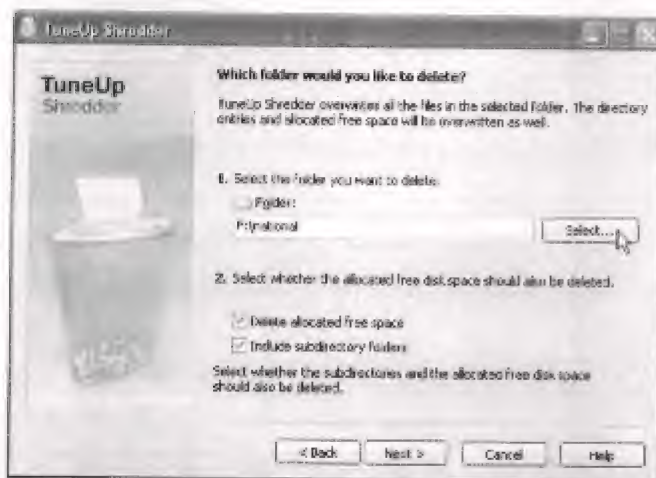 TuneUp Shredder
TuneUp
Shredder
Which folder would you like to delete?
TuneUp Shredder overwrites all the files in the selected folder. The directory
entries and allocated free space will be overwritten as well.
1. Select the folder you want to delete.
Folder:
F:\national
Select...
2. Select whether the allocated free disk space should also be deleted.
Delete allocated free space
Include subdirectory folders
Select whether the subdirectories and the allocated free disk space
should also be deleted.
< Back
Next >
Cancel
Help